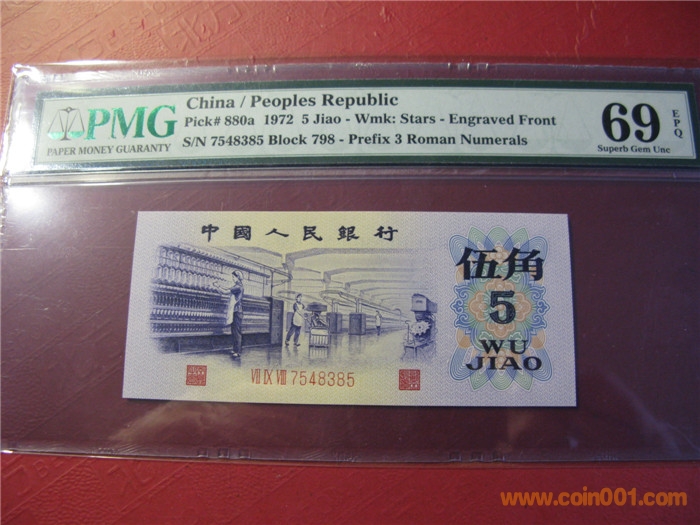 PMG
PAPER MONEY GUARANTY
China / Peoples Republic
Pick# 880a 1972 5 Jiao - Wmk: Stars - Engraved Front
S/N 7548385 Block 798 - Prefix 3 Roman Numerals
69
EPQ
Superb Gem Unc
中國人民銀行
伍角
5
WU
JIAO
VII IX VIII 7548385
www.coin001.com